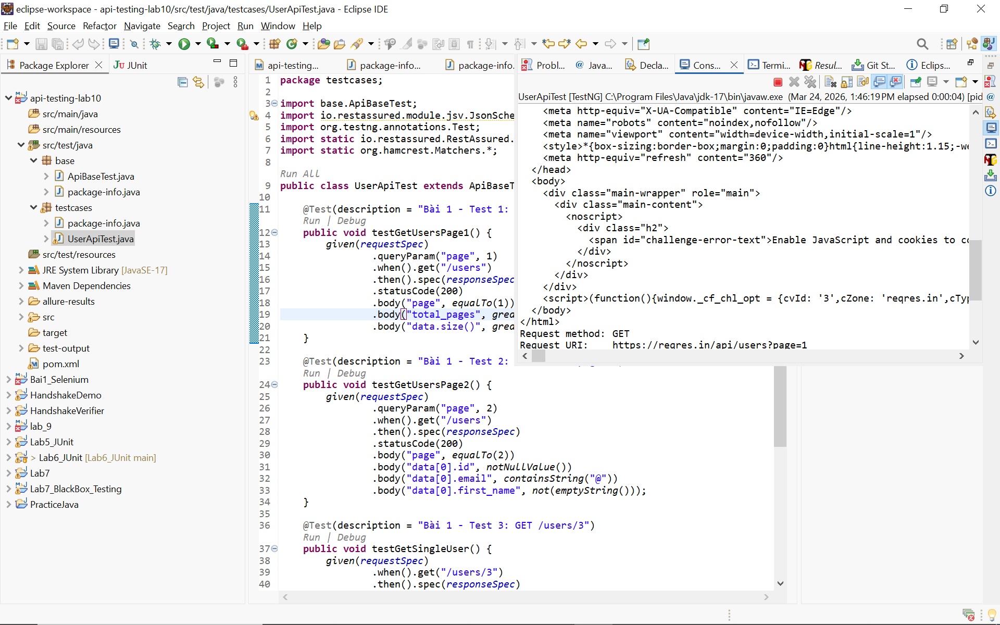 eclipse-workspace - api-testing-lab10/src/test/java/testcases/UserApiTest.java - Eclipse IDE
File Edit Source Refactor Navigate Search Project Run Window Help
Package Explorer
JUnit
api-testing-lab10
src/main/java
src/main/resources
src/test/java
base
ApiBaseTest.java
package-info.java
testcases
package-info.java
UserApiTest.java
src/test/resources
JRE System Library [JavaSE-17]
Maven Dependencies
allure-results
src
target
test-output
pom.xml
Bai1_Selenium
HandshakeDemo
HandshakeVerifier
lab_9
Lab5_JUnit
> Lab6_JUnit [Lab6_JUnit main]
Lab7
Lab7_BlackBox_Testing
PracticeJava
api-testing...
package-info...
package-info.
1 package testcases;
2
3 import base.ApiBaseTest;
4 import io.restassured.module.jsv.JsonSche
5 import org.testng.annotations.Test;
6 import static io.restassured.RestAssured.
7 import static org.hamcrest.Matchers.*;
8
Run All
9 public class UserApiTest extends ApiBaseT
10
11 @Test(description = "Bài 1 - Test 1:
Run | Debug
12 public void testGetUsersPage1() {
13 given(requestSpec)
14 .queryParam("page", 1)
15 .when().get("/users")
16 .then().spec(responseSpec
17 .statusCode(200)
18 .body("page", equalTo(1))
19 .body("total_pages", grea
20 .body("data.size()", grea
21 }
22
23 @Test(description = "Bài 1 - Test 2:
Run | Debug
24 public void testGetUsersPage2() {
25 given(requestSpec)
26 .queryParam("page", 2)
27 .when().get("/users")
28 .then().spec(responseSpec)
29 .statusCode(200)
30 .body("page", equalTo(2))
31 .body("data[0].id", notNullValue())
32 .body("data[0].email", containsString("@"))
33 .body("data[0].first_name", not(emptyString()));
34 }
35
36 @Test(description = "Bài 1 - Test 3: GET /users/3")
Run | Debug
37 public void testGetSingleUser() {
38 given(requestSpec)
39 .when().get("/users/3")
40 .then().spec(responseSpec)
Probl...
Java...
Decla...
Cons...
Termi...
Resul...
Git St...
Eclips...
UserApiTest [TestNG] C:\Program Files\Java\jdk-17\bin\javaw.exe (Mar 24, 2026, 1:46:19 PM elapsed 0:00:04) [pid
<meta http-equiv="X-UA-Compatible" content="IE=Edge"/>
<meta name="robots" content="noindex,nofollow"/>
<meta name="viewport" content="width=device-width,initial-scale=1"/>
<style>*{box-sizing:border-box;margin:0;padding:0}html{line-height:1.15;-we
<meta http-equiv="refresh" content="360"/>
</head>
<body>
<div class="main-wrapper" role="main">
<div class="main-content">
<noscript>
<div class="h2">
<span id="challenge-error-text">Enable JavaScript and cookies to co
</div>
</noscript>
</div>
</div>
<script>(function(){window._cf_chl_opt = {cvId: '3',cZone: 'reqres.in',cTyp
</body>
</html>
Request method: GET
Request URI: https://reqres.in/api/users?page=1